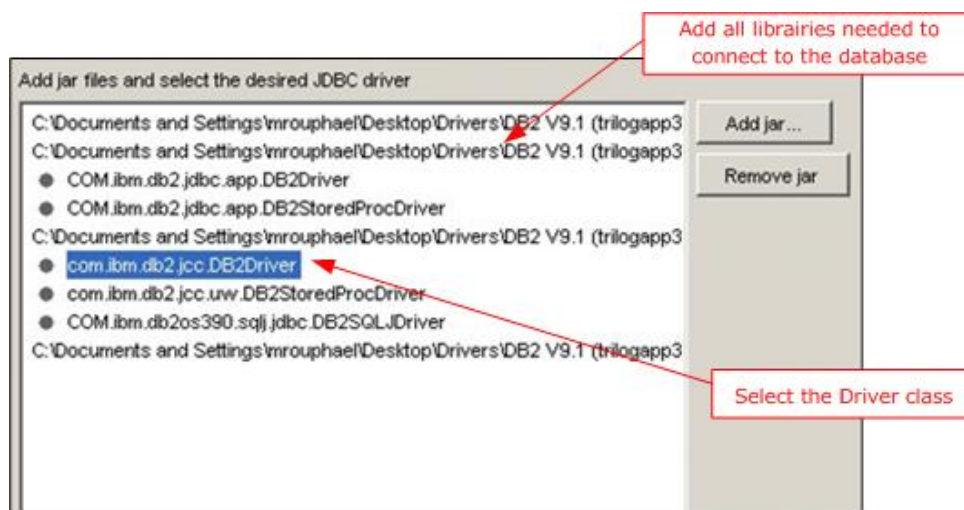 Add all librairies needed to
connect to the database
Add jar files and select the desired JDBC driver
C:\Documents and Settings\mrouphael\Desktop\Drivers\DB2 V9.1 (trilogapp3
C:\Documents and Settings\mrouphael\Desktop\Drivers\DB2 V9.1 (trilogapp3
COM.ibm.db2.jdbc.app.DB2Driver
COM.ibm.db2.jdbc.app.DB2StoredProcDriver
C:\Documents and Settings\mrouphael\Desktop\Drivers\DB2 V9.1 (trilogapp3
com.ibm.db2.jcc.DB2Driver
com.ibm.db2.jcc.uw.DB2StoredProcDriver
COM.ibm.db2os390.sqlj.jdbc.DB2SQLJDriver
C:\Documents and Settings\mrouphael\Desktop\Drivers\DB2 V9.1 (trilogapp3
Add jar...
Remove jar
Select the Driver class